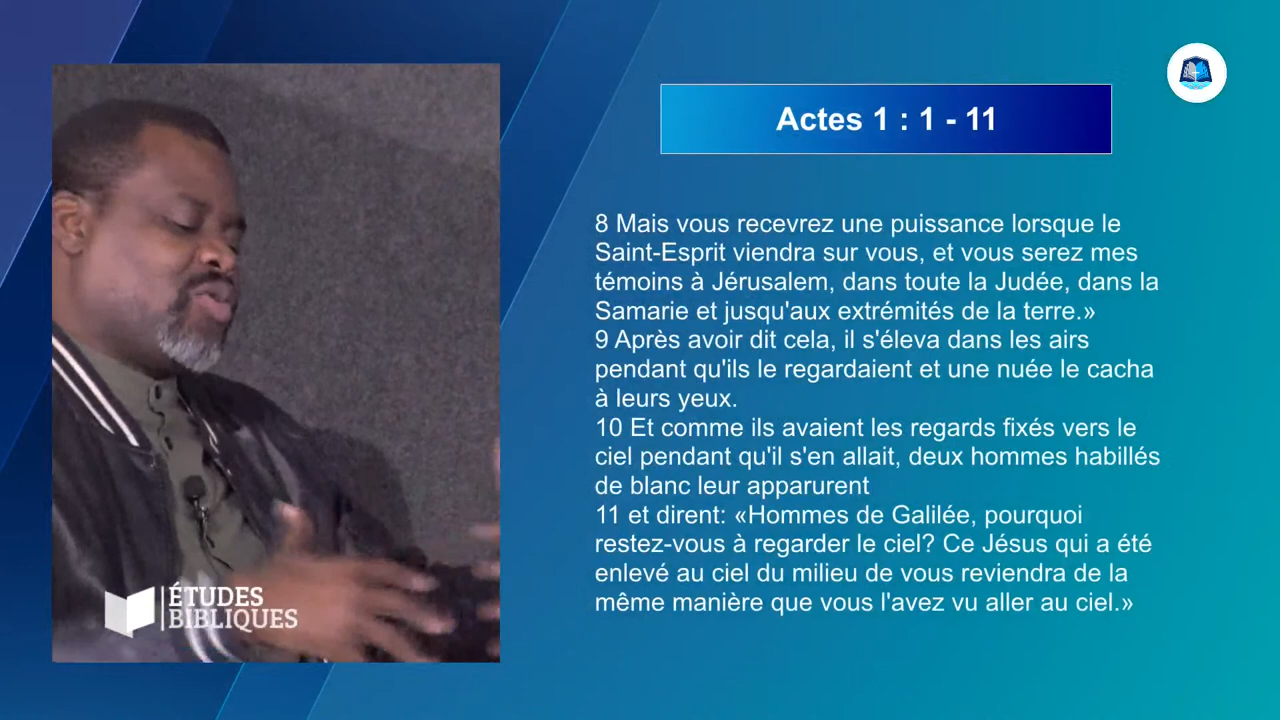 Actes 1 : 1 - 11
8 Mais vous recevrez une puissance lorsque le
Saint-Esprit viendra sur vous, et vous serez mes
témoins à Jérusalem, dans toute la Judée, dans la
Samarie et jusqu'aux extrémités de la terre.»
9 Après avoir dit cela, il s'éleva dans les airs
pendant qu'ils le regardaient et une nuée le cacha
à leurs yeux.
10 Et comme ils avaient les regards fixés vers le
ciel pendant qu'il s'en allait, deux hommes habillés
de blanc leur apparurent
11 et dirent: «Hommes de Galilée, pourquoi
restez-vous à regarder le ciel? Ce Jésus qui a été
enlevé au ciel du milieu de vous reviendra de la
même manière que vous l'avez vu aller au ciel.»
ÉTUDES
BIBLIQUES